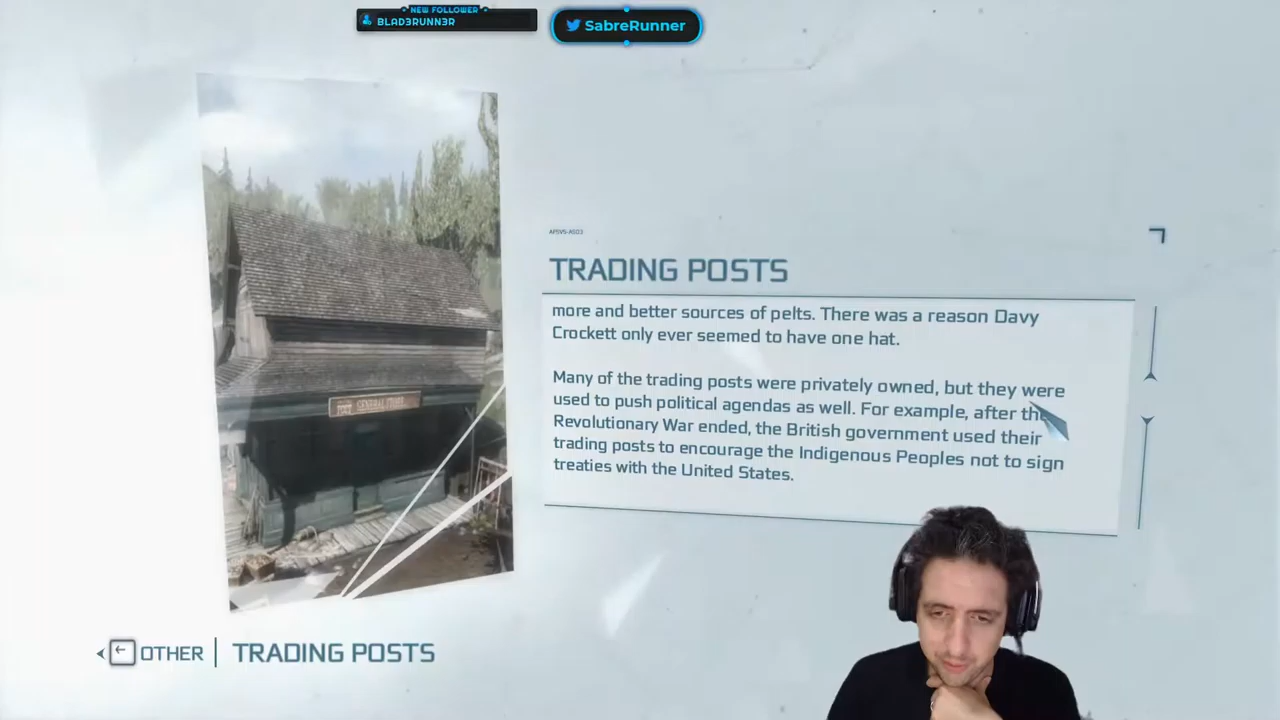 NEW FOLLOWER
BLAD3RUNN3R
SabreRunner
TRADING POSTS
more and better sources of pelts. There was a reason Davy
Crockett only ever seemed to have one hat.
Many of the trading posts were privately owned, but they were
used to push political agendas as well. For example, after the
Revolutionary War ended, the British government used their
trading posts to encourage the Indigenous Peoples not to sign
treaties with the United States.
GENERAL STORE
OTHER
TRADING POSTS